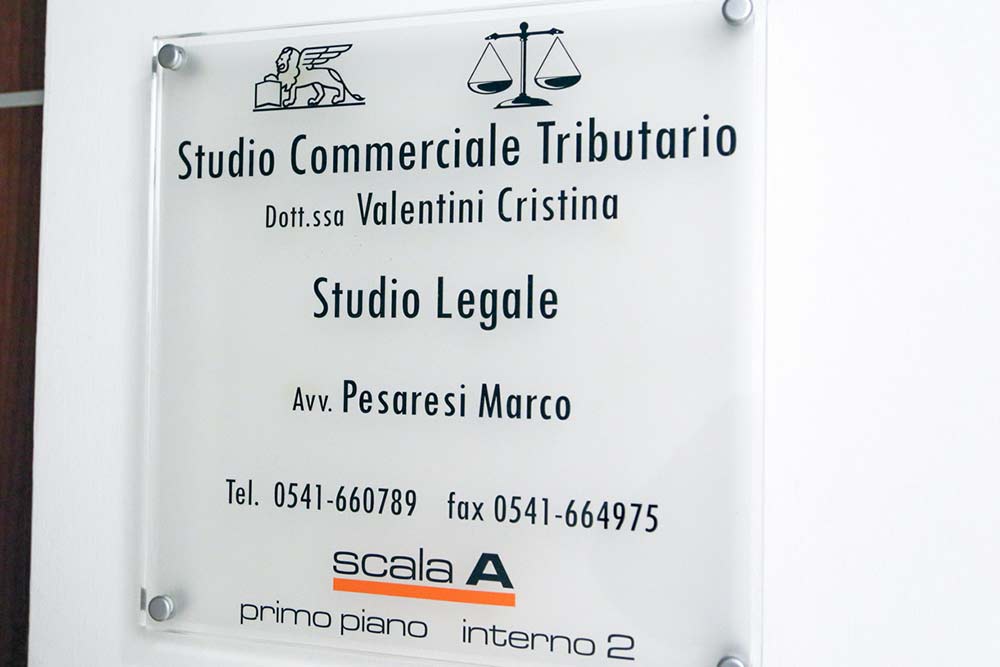 Studio Commerciale Tributario
Dott.ssa Valentini Cristina
Studio Legale
Avv. Pesaresi Marco
Tel. 0541-660789 fax 0541-664975
scala A
primo piano interno 2